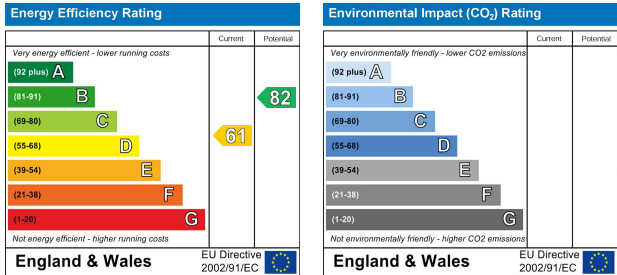 Energy Efficiency Rating
Current Potential
Very energy efficient - lower running costs
(92 plus) A
(81-91) B
82
(69-80) C
61
(55-68) D
(39-54) E
(21-38) F
(1-20) G
Not energy efficient - higher running costs
England & Wales
EU Directive
2002/91/EC
Environmental Impact (CO2) Rating
Current Potential
Very environmentally friendly - lower CO2 emissions
(92 plus) A
(81-91) B
(69-80) C
(55-68) D
(39-54) E
(21-38) F
(1-20) G
Not environmentally friendly - higher CO2 emissions
England & Wales
EU Directive
2002/91/EC